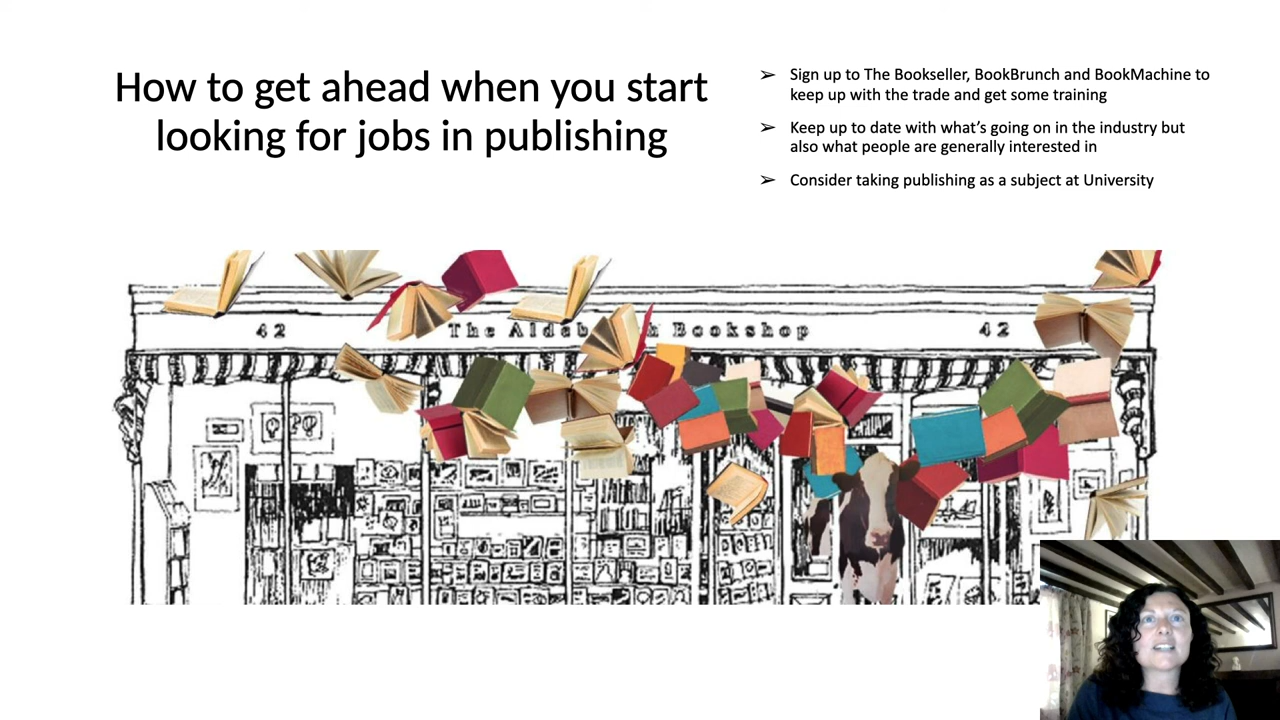 How to get ahead when you start
looking for jobs in publishing
➢ Sign up to The Bookseller, BookBrunch and BookMachine to
keep up with the trade and get some training
➢ Keep up to date with what’s going on in the industry but
also what people are generally interested in
➢ Consider taking publishing as a subject at University
42 The Bookshop 42